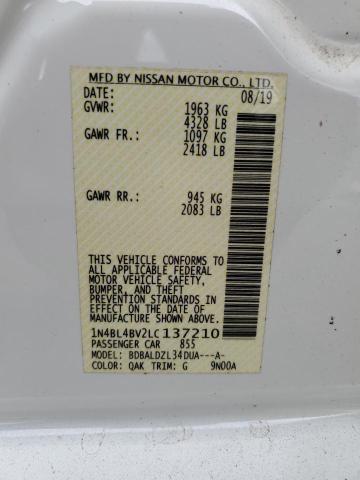 MFD BY NISSAN MOTOR CO., LTD.
DATE: 08/19
GVWR: 1963 KG
4328 LB
GAWR FR: 1097 KG
2418 LB
GAWR RR: 945 KG
2083 LB
THIS VEHICLE CONFORMS TO ALL
APPLICABLE U.S. FEDERAL
MOTOR VEHICLE SAFETY,
BUMPER, AND THEFT
PREVENTION STANDARDS IN
EFFECT ON THE DATE OF
MANUFACTURE SHOWN ABOVE.
1N4BL4BV2LC137210
PASSENGER CAR 855
MODEL: BDBALDZL34DUA---A-
COLOR: QAK TRIM: G 9N00A